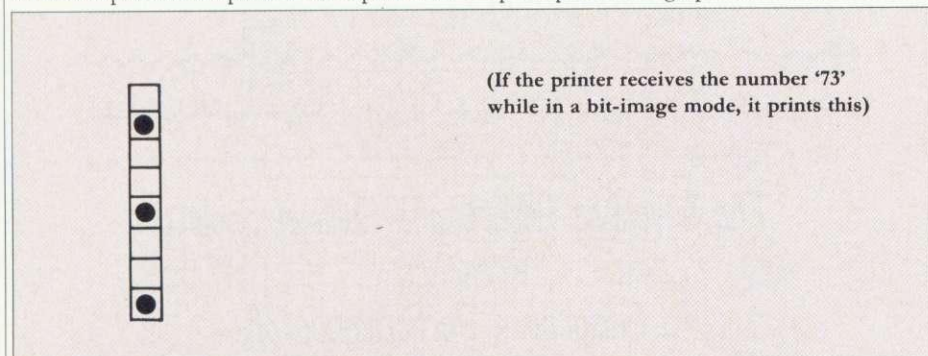 (If the printer receives the number ‘73’
while in a bit-image mode, it prints this)